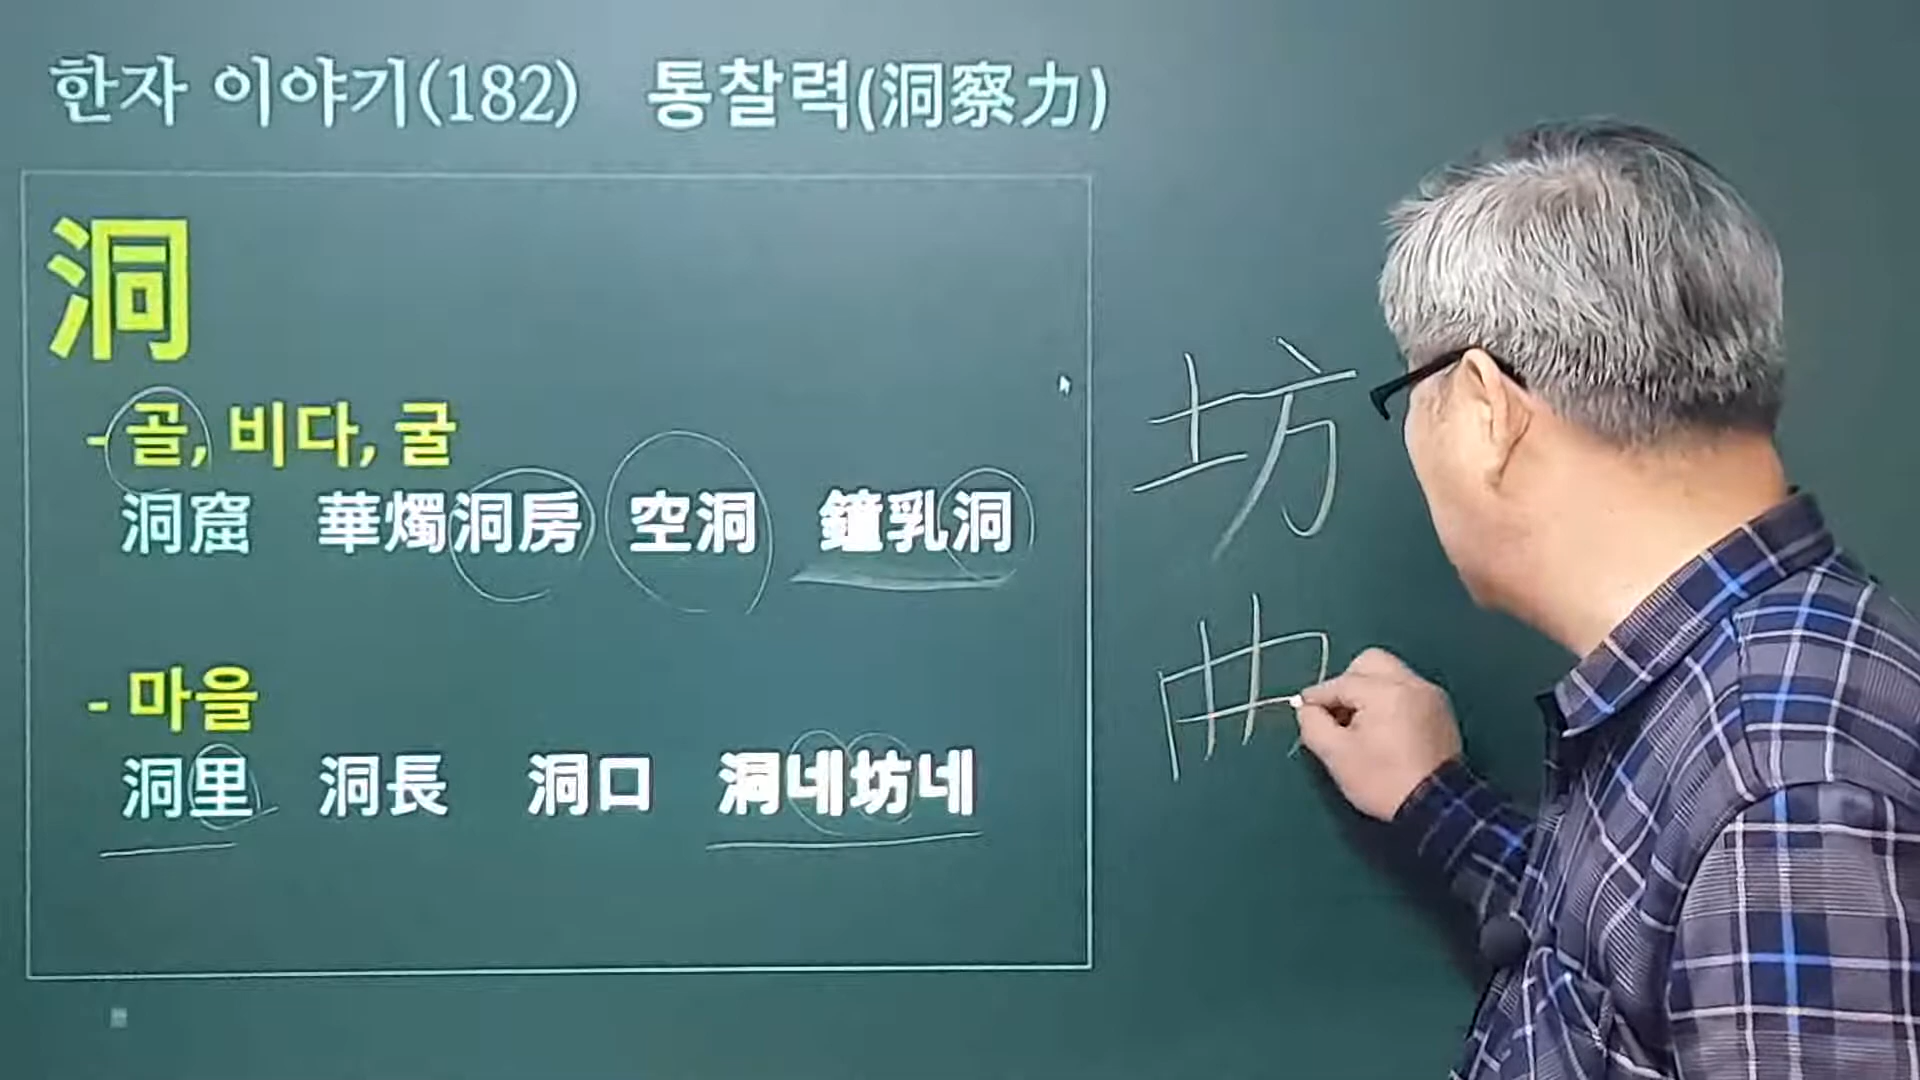 한자 이야기(182) 통찰력(洞察力)
洞
- 골, 비다, 굴
洞窟 華燭洞房 空洞 鐘乳洞
- 마을
洞里 洞長 洞口 洞네坊네
坊
曲